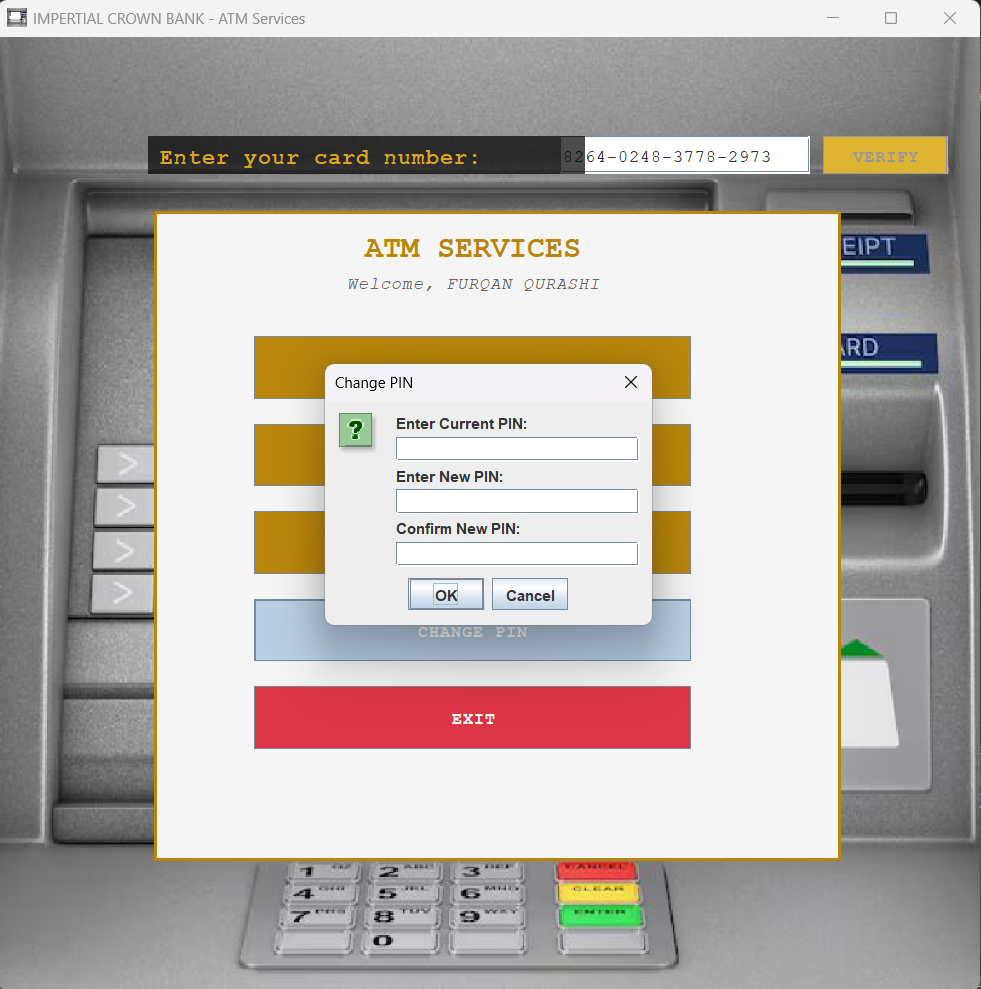 IMPERTIAL CROWN BANK - ATM Services
Enter your card number: 8264-0248-3778-2973 VERIFY
ATM SERVICES
Welcome, FURQAN QURASHI
EIPT
ARD
Change PIN
?
Enter Current PIN:
Enter New PIN:
Confirm New PIN:
OK Cancel
CHANGE PIN
EXIT
1 QZ 2 ABC 3 DEF CANCEL
4 GHI 5 JKL 6 MNO CLEAR
7 PRS 8 TUV 9 WXY ENTER
0